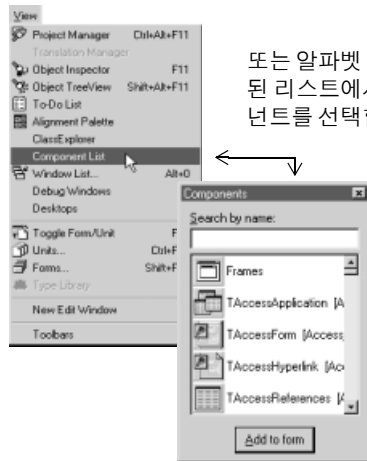 View
Project Manager Ctrl+Alt+F11
Translation Manager
Object Inspector F11
Object TreeView Shift+Alt+F11
To-Do List
Alignment Palette
ClassExplorer
Component List
Window List... Alt+0
Debug Windows
Desktops
Toggle Form/Unit
Units...
Forms...
Type Library
New Edit Window
Toolbars
또는 알파벳
된 리스트에서
넌트를 선택
Components
Search by name:
Frames
TAccessApplication [A
TAccessForm [Access
TAccessHyperlink [Acc
TAccessReferences [A
Add to form